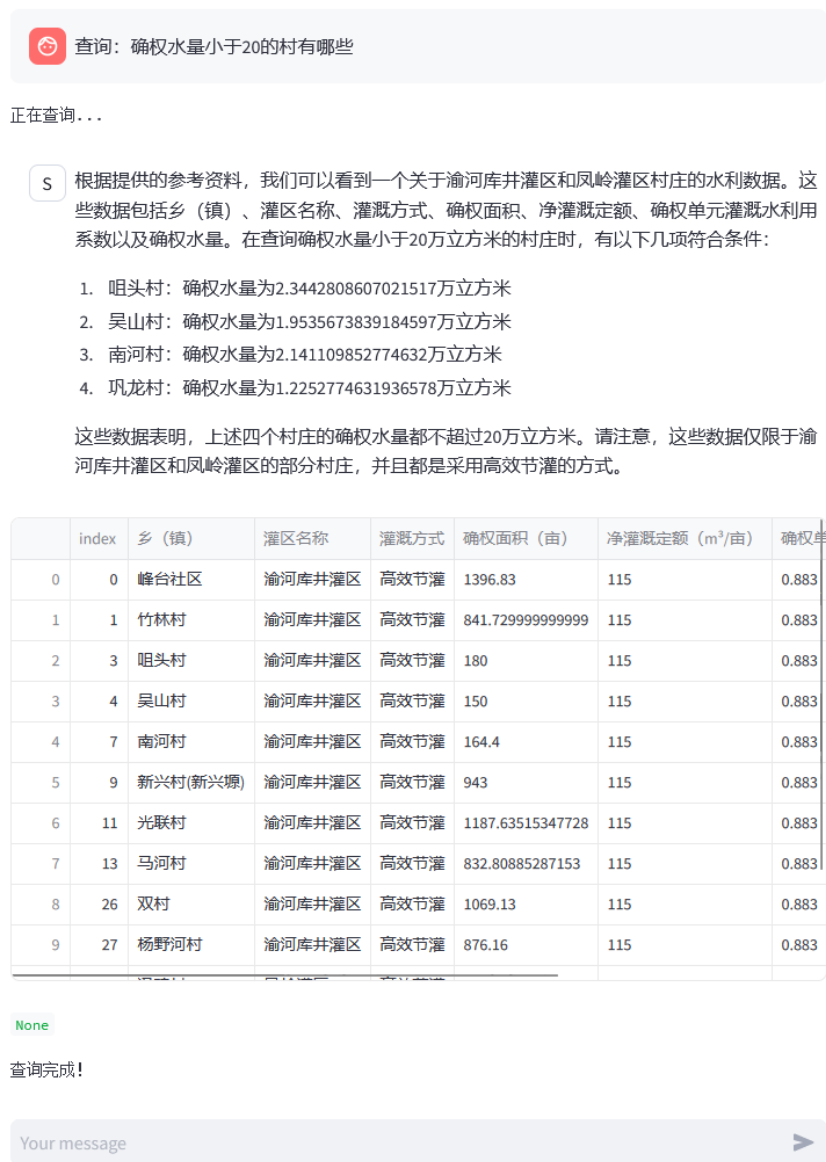 查询：确权水量小于20的村有哪些
正在查询...
S
根据提供的参考资料，我们可以看到一个关于渝河库井灌区和凤岭灌区村庄的水利数据。这
些数据包括乡（镇）、灌区名称、灌溉方式、确权面积、净灌溉定额、确权单元灌溉水利用
系数以及确权水量。在查询确权水量小于20万立方米的村庄时，有以下几项符合条件：
1. 咀头村：确权水量为2.3442808607021517万立方米
2. 吴山村：确权水量为1.9535673839184597万立方米
3. 南河村：确权水量为2.141109852774632万立方米
4. 巩龙村：确权水量为1.2252774631936578万立方米
这些数据表明，上述四个村庄的确权水量都不超过20万立方米。请注意，这些数据仅限于渝
河库井灌区和凤岭灌区的部分村庄，并且都是采用高效节灌的方式。
index 乡（镇） 灌区名称 灌溉方式 确权面积（亩） 净灌溉定额（m³/亩） 确权单
0 0 峰台社区 渝河库井灌区 高效节灌 1396.83 115 0.883
1 1 竹林村 渝河库井灌区 高效节灌 841.729999999999 115 0.883
2 3 咀头村 渝河库井灌区 高效节灌 180 115 0.883
3 4 吴山村 渝河库井灌区 高效节灌 150 115 0.883
4 7 南河村 渝河库井灌区 高效节灌 164.4 115 0.883
5 9 新兴村(新兴塬) 渝河库井灌区 高效节灌 943 115 0.883
6 11 光联村 渝河库井灌区 高效节灌 1187.63515347728 115 0.883
7 13 马河村 渝河库井灌区 高效节灌 832.80885287153 115 0.883
8 26 双村 渝河库井灌区 高效节灌 1069.13 115 0.883
9 27 杨野河村 渝河库井灌区 高效节灌 876.16 115 0.883
None
查询完成!
Your message